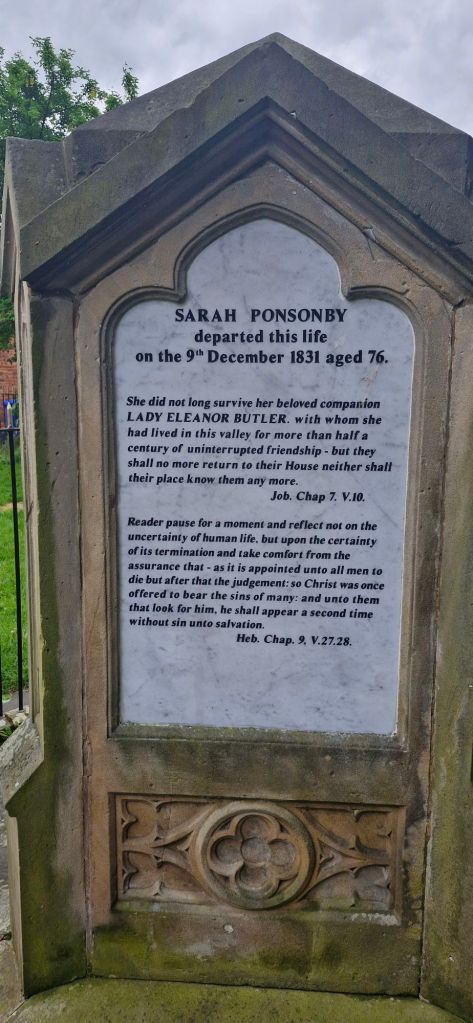 SARAH PONSONBY
departed this life
on the 9th December 1831 aged 76.
She did not long survive her beloved companion
LADY ELEANOR BUTLER. with whom she
had lived in this valley for more than half a
century of uninterrupted friendship - but they
shall no more return to their House neither shall
their place know them any more.
Job. Chap 7. V.10.
Reader pause for a moment and reflect not on the
uncertainty of human life. but upon the certainty
of its termination and take comfort from the
assurance that - as it is appointed unto all men to
die but after that the judgement: so Christ was once
offered to bear the sins of many: and unto them
that look for him, he shall appear a second time
without sin unto salvation.
Heb. Chap. 9, V.27.28.